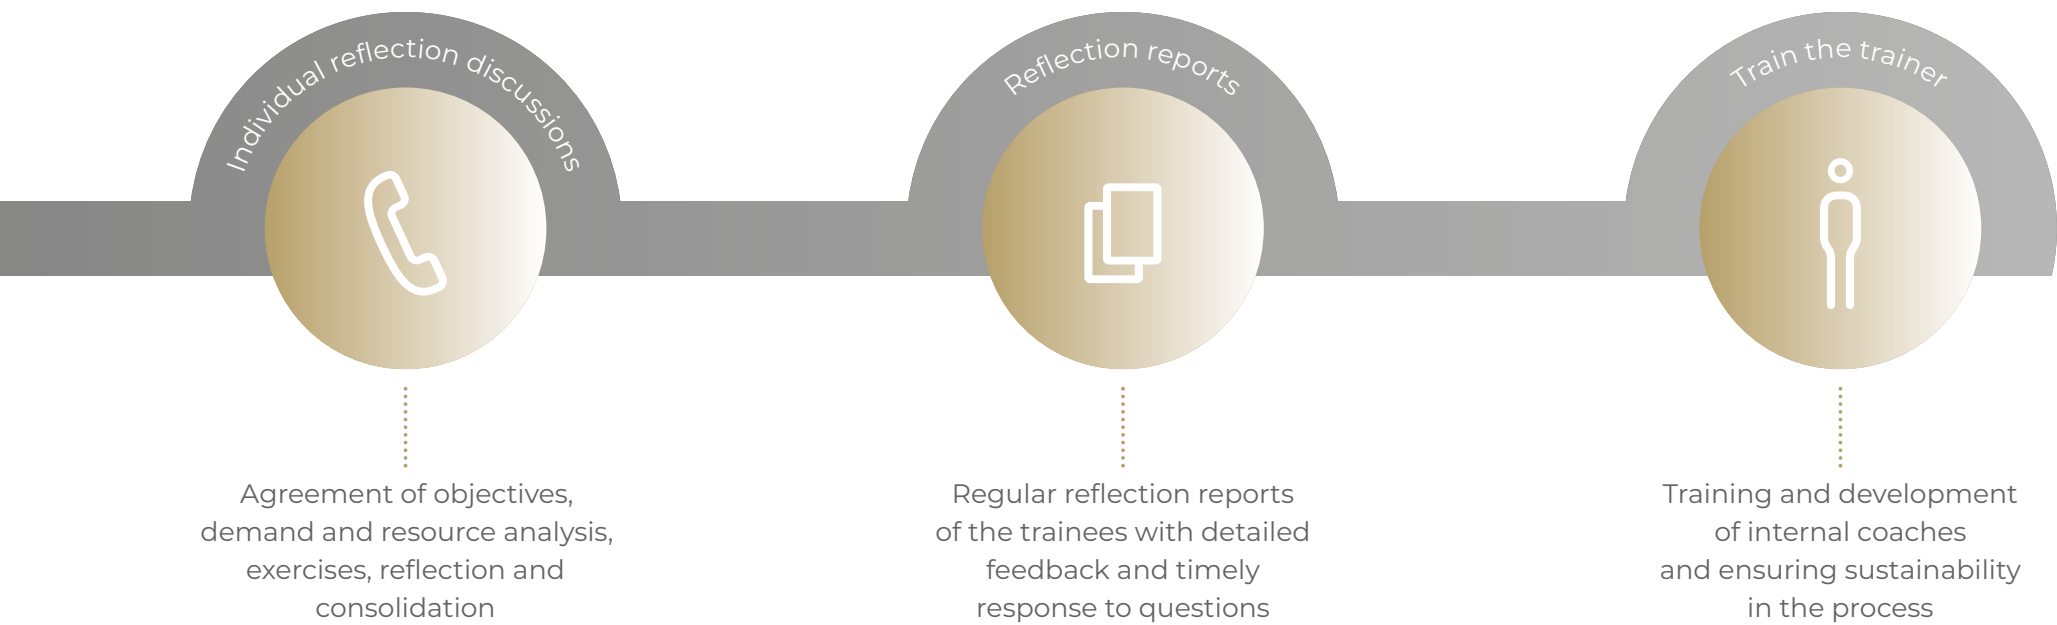 Individual reflection discussions
Reflection reports
Train the trainer
Agreement of objectives,
demand and resource analysis,
exercises, reflection and
consolidation
Regular reflection reports
of the trainees with detailed
feedback and timely
response to questions
Training and development
of internal coaches
and ensuring sustainability
in the process